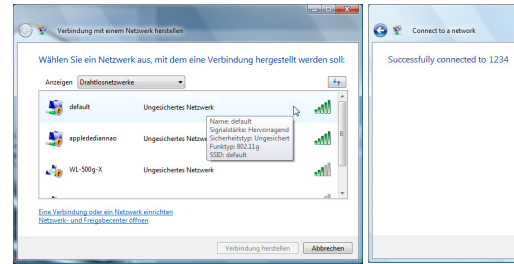 Verbindung mit einem Netzwerk herstellen
Wählen Sie ein Netzwerk aus, mit dem eine Verbindung hergestellt werden soll:
Anzeigen Drahtlosnetzwerke
default Ungesichertes Netzwerk
Name: default
Signalstärke: Hervorragend
appledediannao Ungesichertes Netzwe
Sicherheitstyp: Ungesichert
Funktyp: 802.11g
SSID: default
WL-500g-X Ungesichertes Netzwerk
Eine Verbindung oder ein Netzwerk einrichten
Netzwerk- und Freigabecenter öffnen
Verbindung herstellen Abbrechen
Connect to a network
Successfully connected to 1234